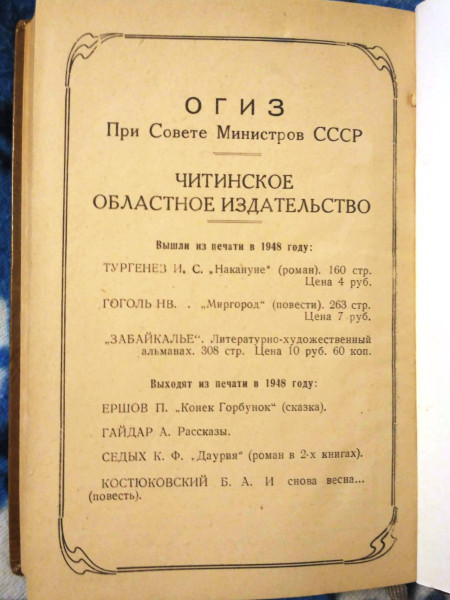 ОГИЗ
При Совете Министров СССР
ЧИТИНСКОЕ
ОБЛАСТНОЕ ИЗДАТЕЛЬСТВО
Вышли из печати в 1948 году:
ТУРГЕНЕЗ И. С. „Накануне“ (роман). 160 стр.
Цена 4 руб.
ГОГОЛЬ НВ. . „Миргород“ (повести). 263 стр.
Цена 7 руб.
„ЗАБАЙКАЛЬЕ“. Литературно-художественный
альманах. 308 стр. Цена 10 руб. 60 коп.
Выходят из печати в 1948 году:
ЕРШОВ П. „Конек Горбунок“ (сказка).
ГАЙДАР А. Рассказы.
СЕДЫХ К. Ф. „Даурия“ (роман в 2-х книгах).
КОСТЮКОВСКИЙ Б. А. И снова весна...
(повесть).